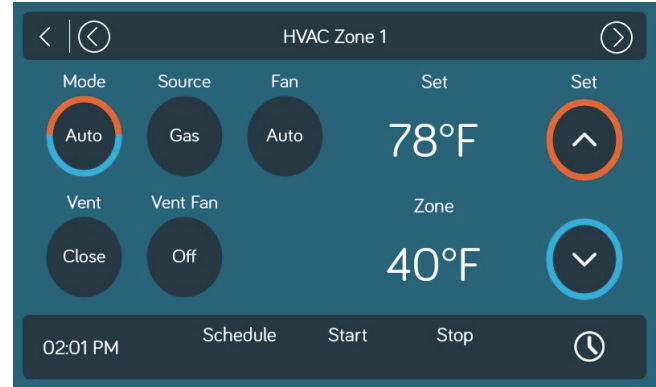 HVAC Zone 1
Mode Source Fan Set Set
Auto Gas Auto 78°F
Vent Vent Fan Zone
Close Off 40°F
02:01 PM Schedule Start Stop